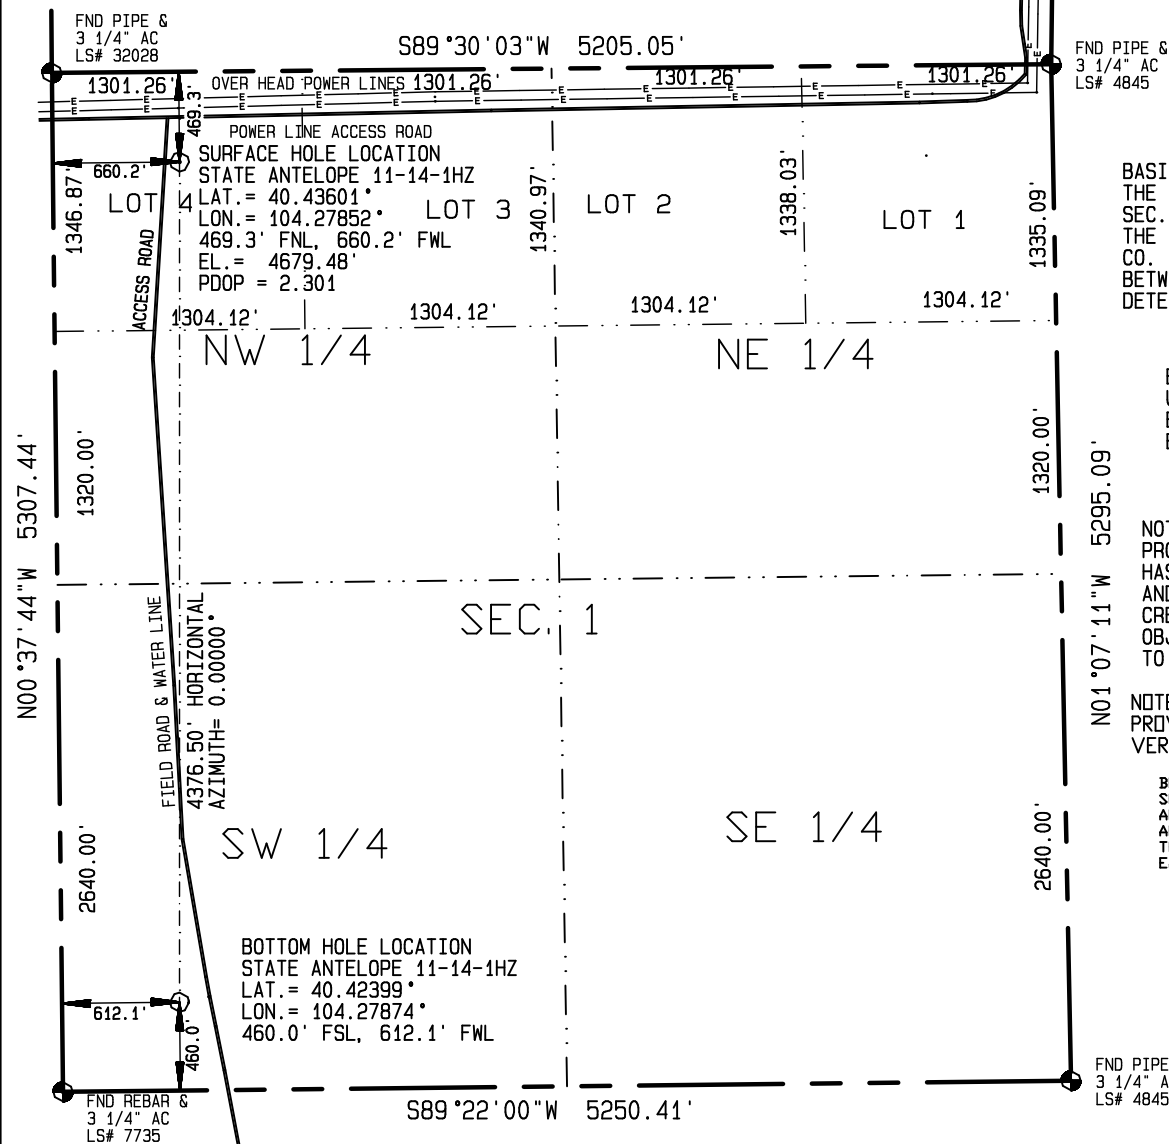 FND PIPE &
3 1/4" AC
LS# 32028
S89°30'03"W 5205.05'
FND PIPE &
3 1/4" AC
LS# 4845
1301.26'
OVER HEAD POWER LINES
1301.26'
1301.26'
1301.26'
E E E E E E E E E E E
E E E E E E E E E E E
E
E
469.3'
POWER LINE ACCESS ROAD
660.2'
SURFACE HOLE LOCATION
STATE ANTELOPE 11-14-1HZ
LAT.= 40.43601°
LON.= 104.27852°
469.3' FNL, 660.2' FWL
EL.= 4679.48'
PDOP = 2.301
1346.87'
LOT 4
LOT 3
1340.97'
LOT 2
1338.03'
LOT 1
1335.09'
ACCESS ROAD
1304.12'
1304.12'
1304.12'
1304.12'
NW 1/4
NE 1/4
BASI
THE
SEC.
THE
CO.
BETW
DETE
N00°37'44"W 5307.44'
1320.00'
1320.00'
N01°07'11"W 5295.09'
NOT
PRO
HAS
AND
CRE
OBJ
TO
SEC. 1
FIELD ROAD & WATER LINE
4376.50' HORIZONTAL
AZIMUTH= 0.00000°
NOTE
PROV
VER
SW 1/4
SE 1/4
2640.00'
2640.00'
BOTTOM HOLE LOCATION
STATE ANTELOPE 11-14-1HZ
LAT.= 40.42399°
LON.= 104.27874°
460.0' FSL, 612.1' FWL
612.1'
460.0'
FND REBAR &
3 1/4" AC
LS# 7735
S89°22'00"W 5250.41'
FND PIPE
3 1/4" A
LS# 4845